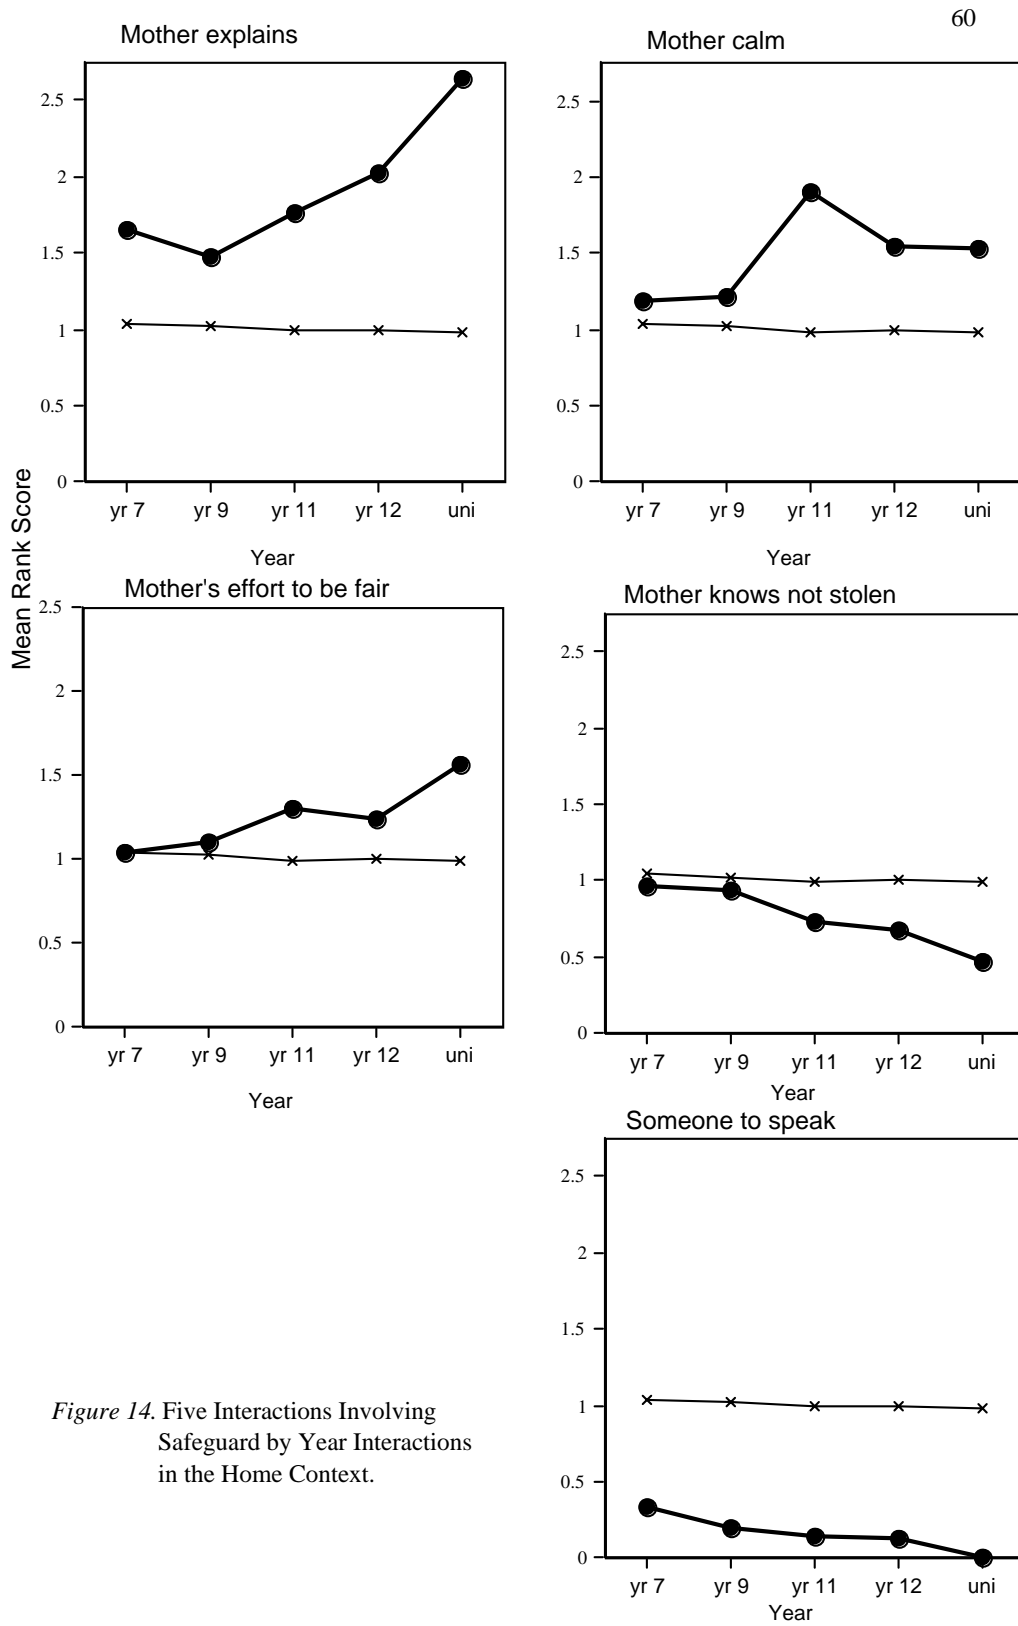 60
Mother explains
Mother calm
2.5
2
1.5
1
0.5
0
yr 7 yr 9 yr 11 yr 12 uni
Year
2.5
2
1.5
1
0.5
0
yr 7 yr 9 yr 11 yr 12 uni
Year
Mean Rank Score
Mother's effort to be fair
2.5
2
1.5
1
0.5
0
yr 7 yr 9 yr 11 yr 12 uni
Year
Mother knows not stolen
2.5
2
1.5
1
0.5
0
yr 7 yr 9 yr 11 yr 12 uni
Year
Someone to speak
2.5
2
1.5
1
0.5
0
yr 7 yr 9 yr 11 yr 12 uni
Year
Figure 14. Five Interactions Involving
Safeguard by Year Interactions
in the Home Context.